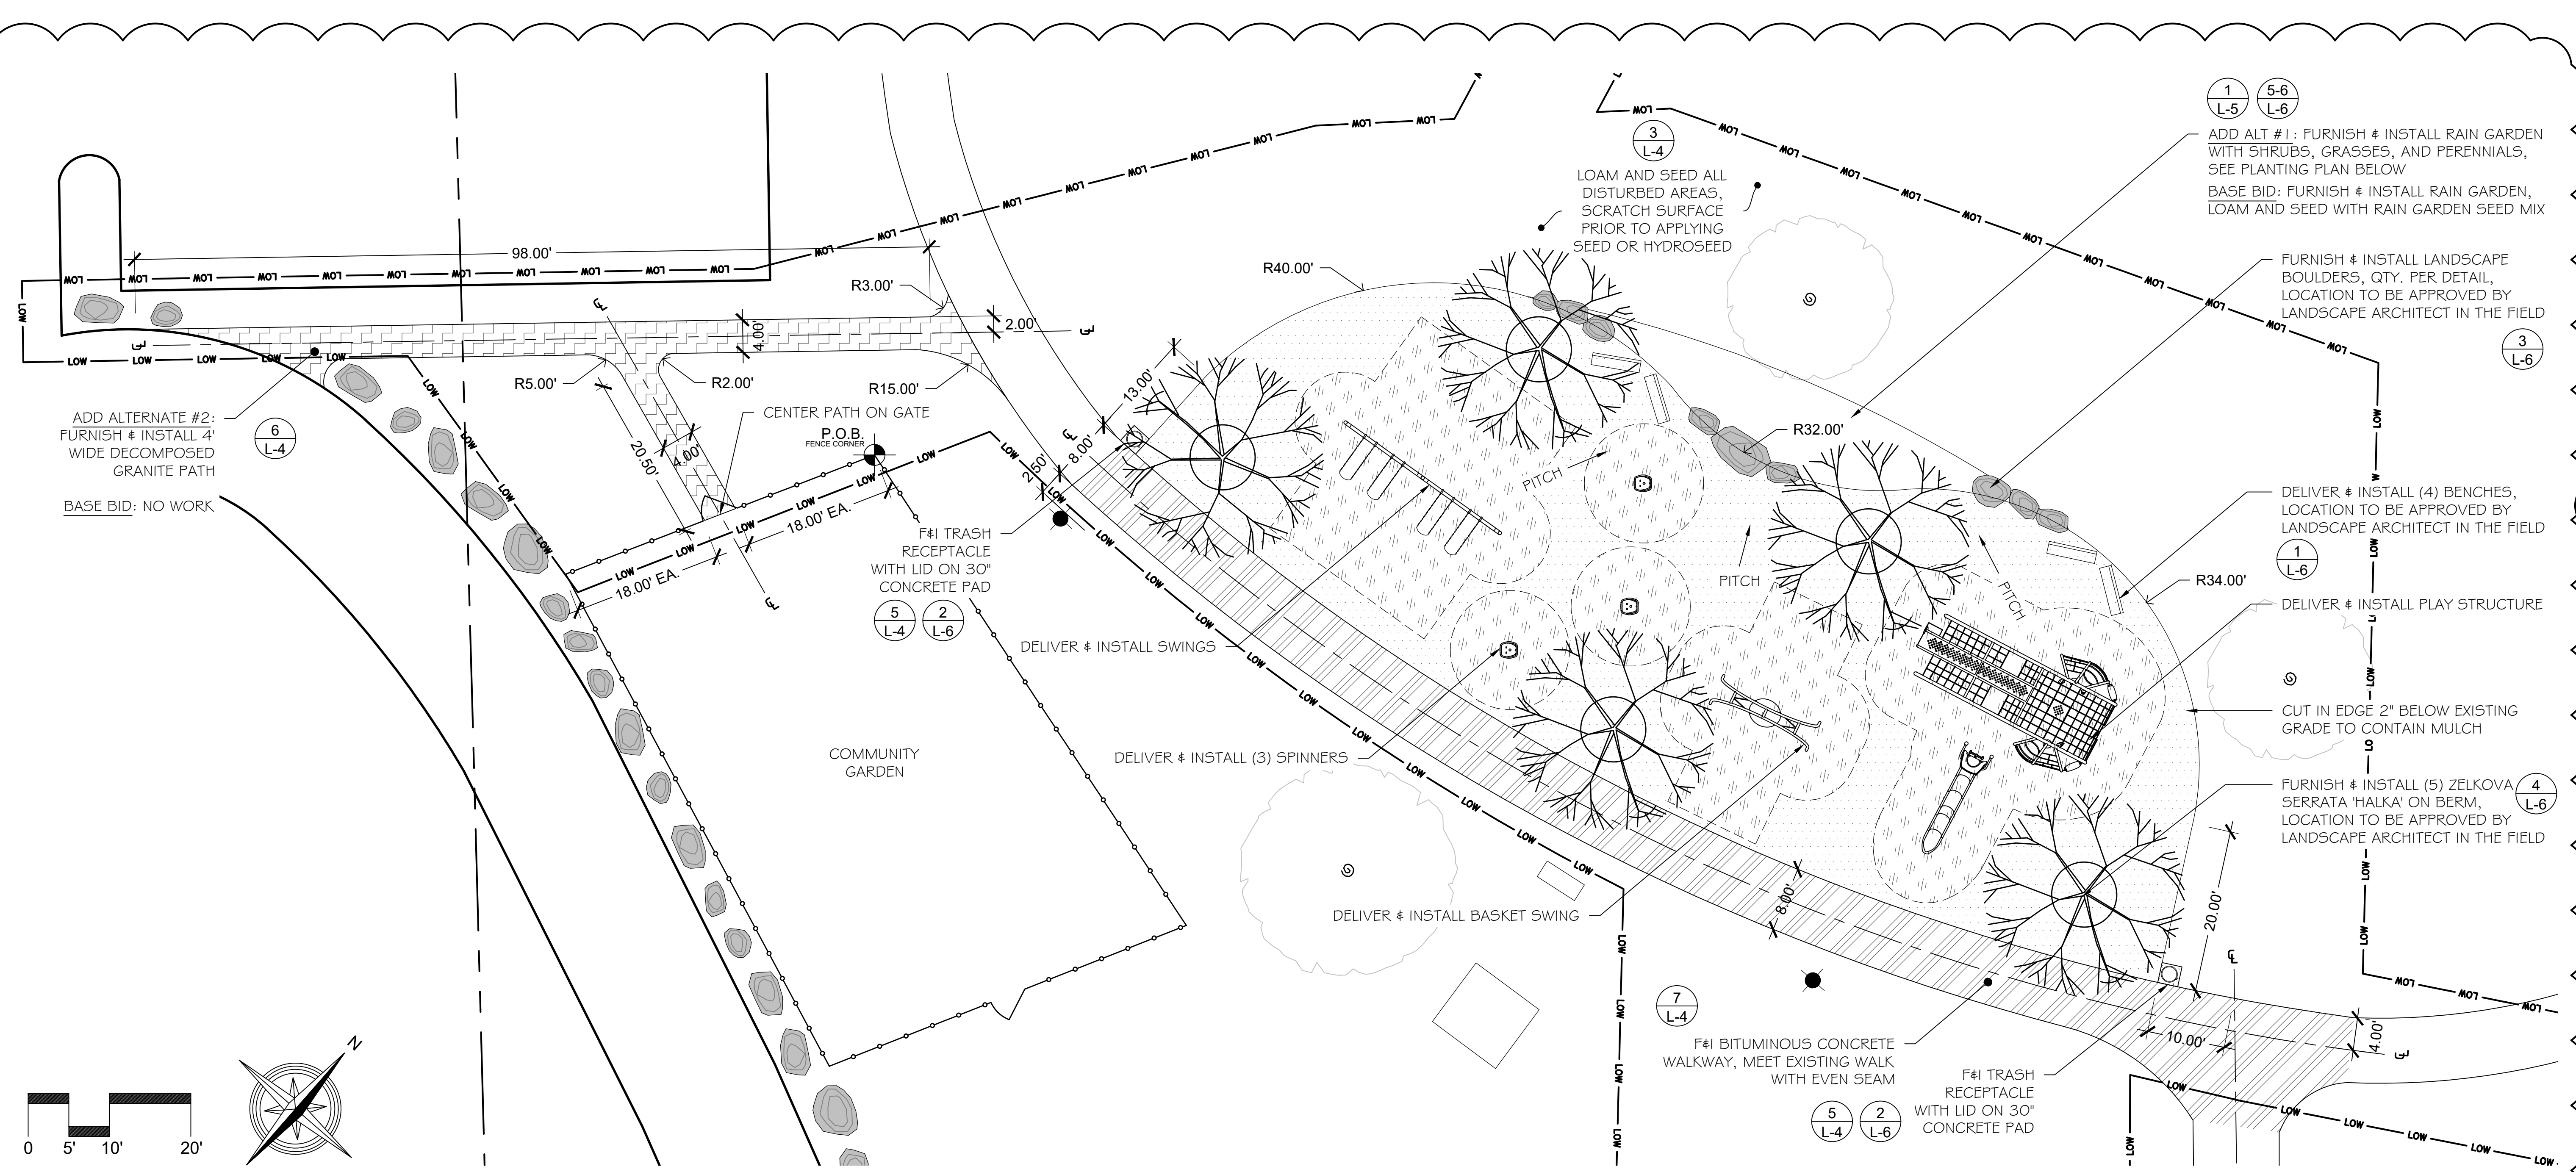 1
L-5
5-6
L-6
ADD ALT #1: FURNISH & INSTALL RAIN GARDEN
WITH SHRUBS, GRASSES, AND PERENNIALS,
SEE PLANTING PLAN BELOW
BASE BID: FURNISH & INSTALL RAIN GARDEN,
LOAM AND SEED WITH RAIN GARDEN SEED MIX
3
L-4
LOAM AND SEED ALL
DISTURBED AREAS,
SCRATCH SURFACE
PRIOR TO APPLYING
SEED OR HYDROSEED
FURNISH & INSTALL LANDSCAPE
BOULDERS, QTY. PER DETAIL,
LOCATION TO BE APPROVED BY
LANDSCAPE ARCHITECT IN THE FIELD
3
L-6
98.00'
R3.00'
R40.00'
2.00'
4.00'
R5.00'
R2.00'
R15.00'
13.00'
8.00'
2.50'
R32.00'
ADD ALTERNATE #2:
FURNISH & INSTALL 4'
WIDE DECOMPOSED
GRANITE PATH
BASE BID: NO WORK
6
L-4
CENTER PATH ON GATE
P.O.B.
FENCE CORNER
20.50'
4.00'
18.00' EA.
18.00' EA.
PITCH
PITCH
PITCH
F&I TRASH
RECEPTACLE
WITH LID ON 30"
CONCRETE PAD
5
L-4
2
L-6
DELIVER & INSTALL (4) BENCHES,
LOCATION TO BE APPROVED BY
LANDSCAPE ARCHITECT IN THE FIELD
1
L-6
R34.00'
DELIVER & INSTALL PLAY STRUCTURE
DELIVER & INSTALL SWINGS
CUT IN EDGE 2" BELOW EXISTING
GRADE TO CONTAIN MULCH
DELIVER & INSTALL (3) SPINNERS
COMMUNITY
GARDEN
FURNISH & INSTALL (5) ZELKOVA
SERRATA 'HALKA' ON BERM,
LOCATION TO BE APPROVED BY
LANDSCAPE ARCHITECT IN THE FIELD
4
L-6
DELIVER & INSTALL BASKET SWING
8.00'
20.00'
10.00'
4.00'
7
L-4
F&I BITUMINOUS CONCRETE
WALKWAY, MEET EXISTING WALK
WITH EVEN SEAM
F&I TRASH
RECEPTACLE
WITH LID ON 30"
CONCRETE PAD
5
L-4
2
L-6
N
0 5' 10' 20'
LOW
LOW
LOW
LOW
LOW
LOW
LOW
LOW
LOW
LOW
LOW
LOW